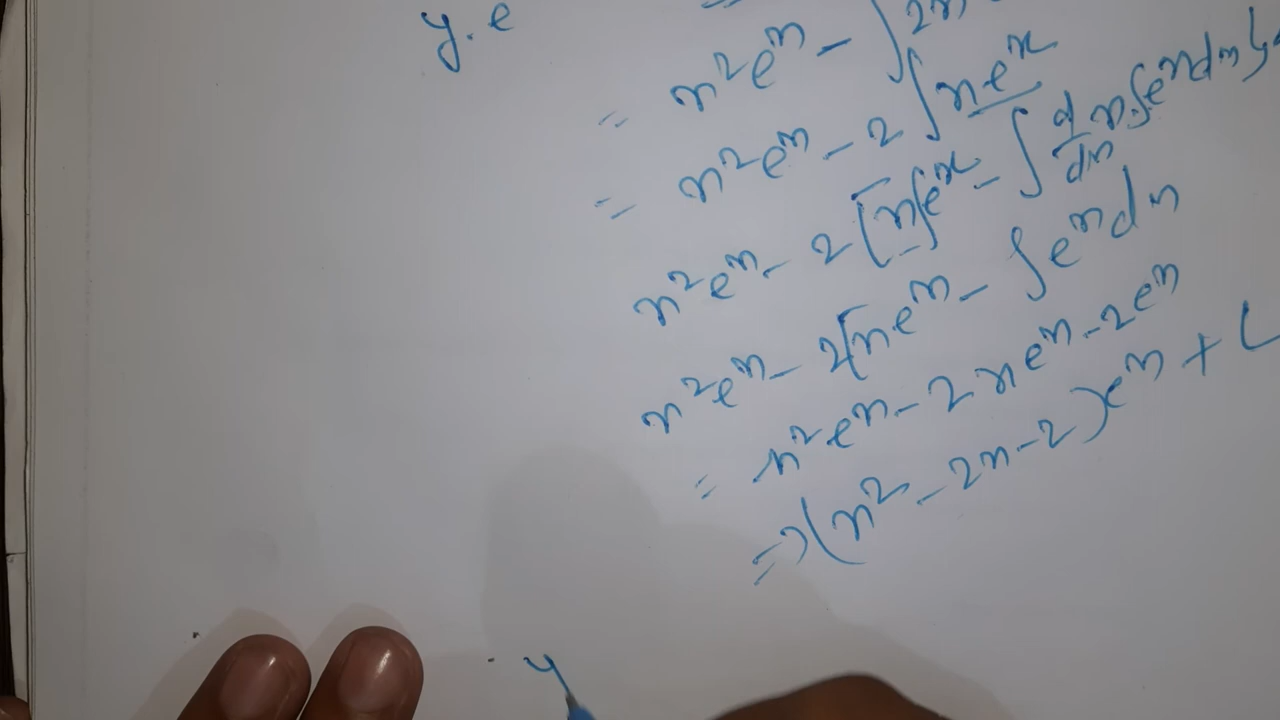 y. e
= x²eˣ - ∫2x
= x²eˣ - 2∫xeˣ
x²eˣ - 2[x∫eˣ - ∫d/dx x∫eˣdx}
x²eˣ - 2[xeˣ - ∫eˣdx
= x²eˣ - 2xeˣ - 2eˣ
=> (x² - 2x - 2)eˣ + C
y